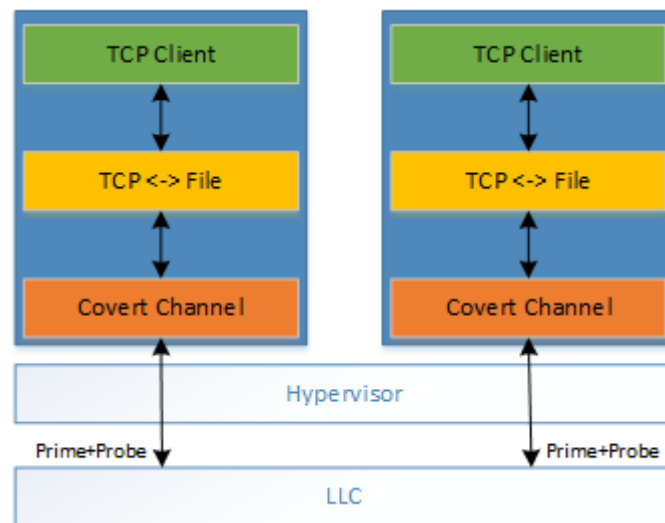 TCP Client
TCP Client
TCP <-> File
TCP <-> File
Covert Channel
Covert Channel
Hypervisor
Prime+Probe
Prime+Probe
LLC